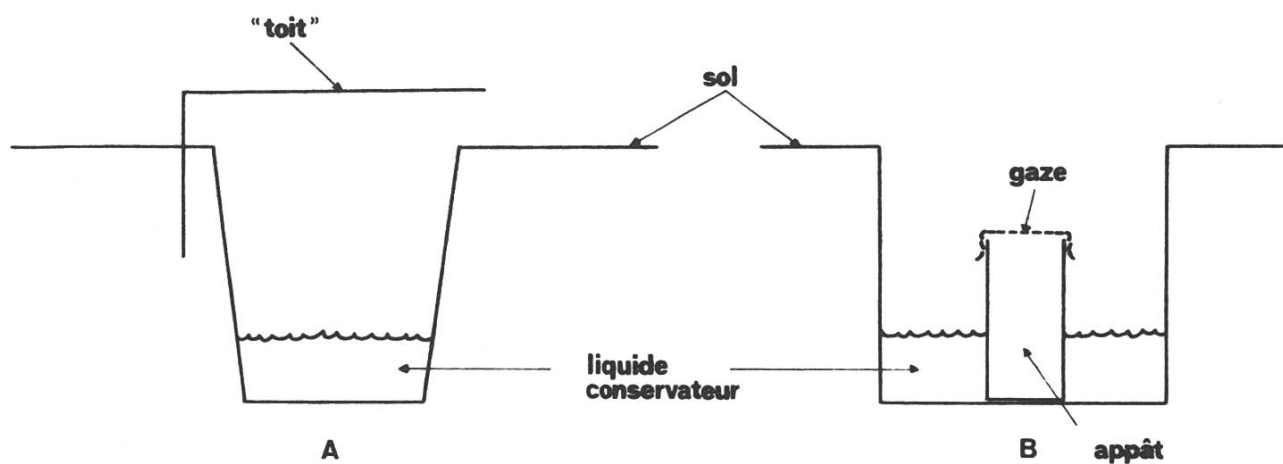 “toit”
sol
gaze
liquide
conservateur
appât
A
B